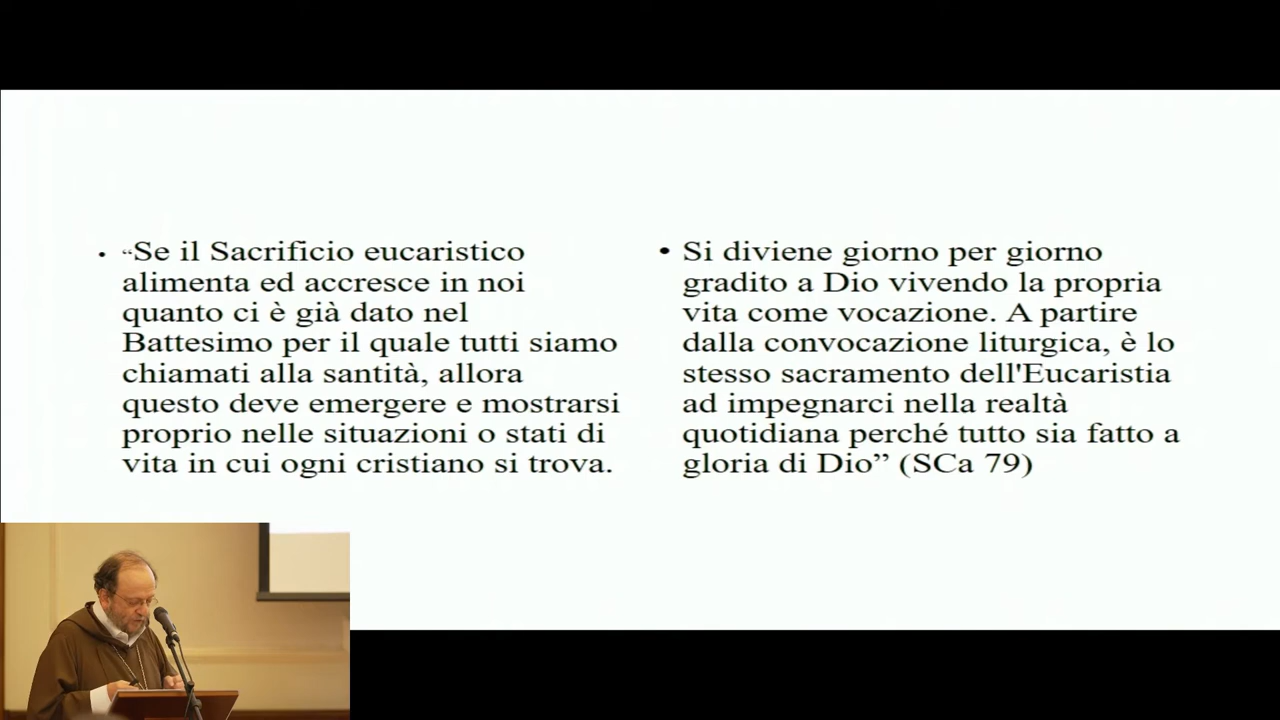 • “Se il Sacrificio eucaristico
alimenta ed accresce in noi
quanto ci è già dato nel
Battesimo per il quale tutti siamo
chiamati alla santità, allora
questo deve emergere e mostrarsi
proprio nelle situazioni o stati di
vita in cui ogni cristiano si trova.
• Si diviene giorno per giorno
gradito a Dio vivendo la propria
vita come vocazione. A partire
dalla convocazione liturgica, è lo
stesso sacramento dell'Eucaristia
ad impegnarci nella realtà
quotidiana perché tutto sia fatto a
gloria di Dio” (SCa 79)